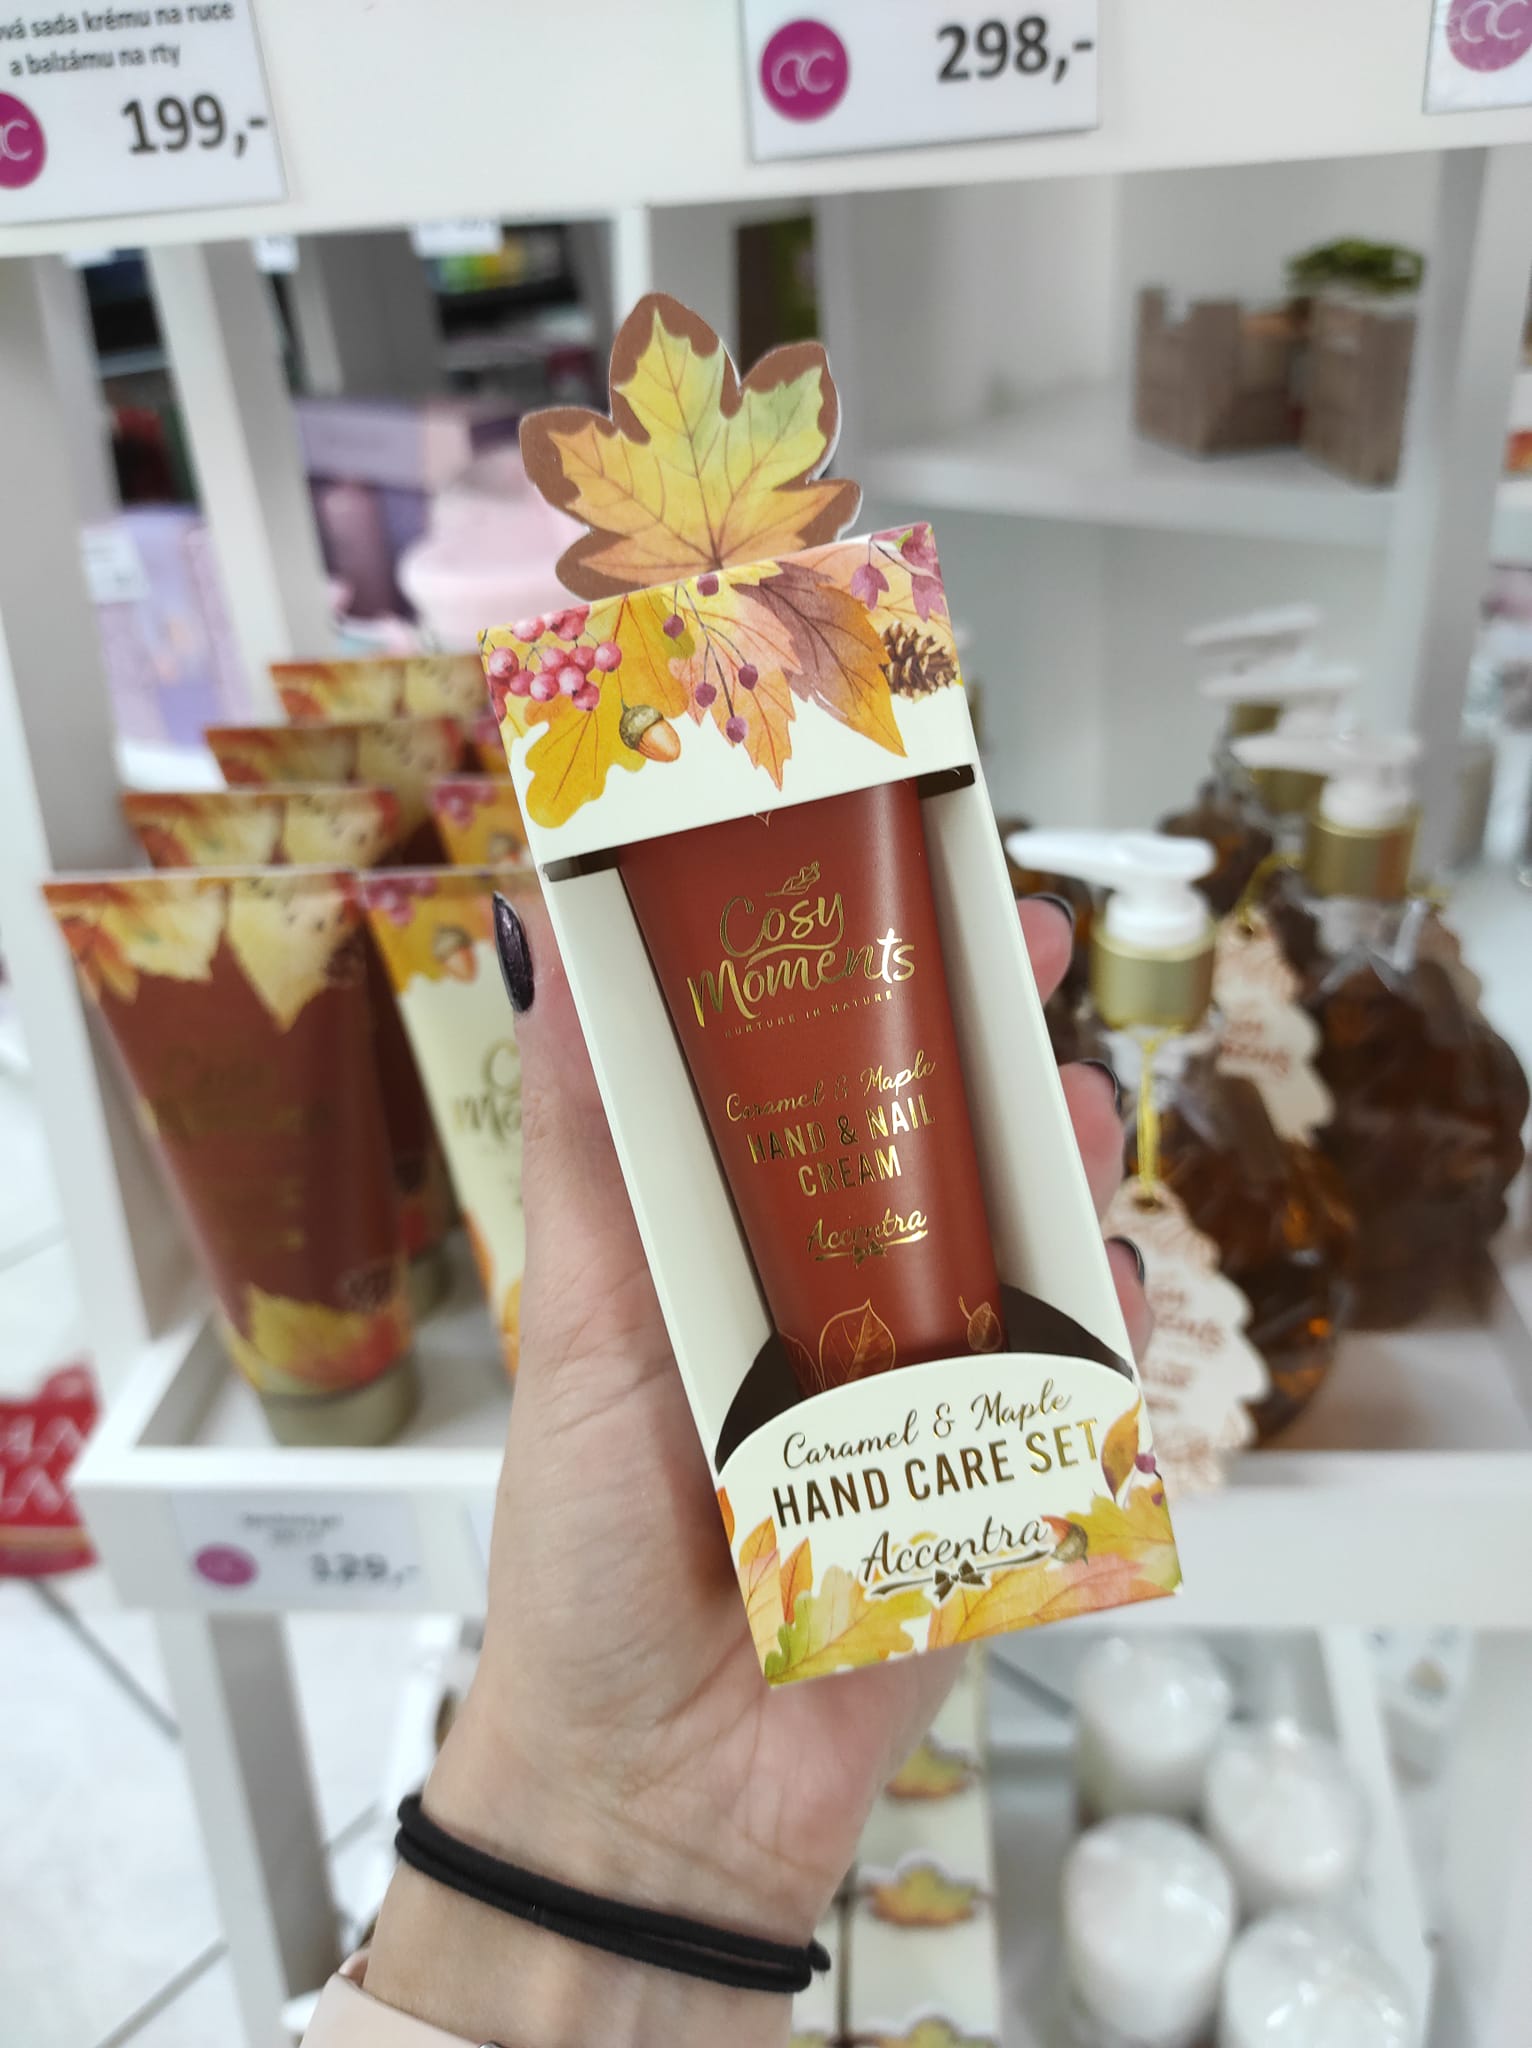 sada krému na ruce
a balzámu na rty
199,-
298,-
Cosy
Moments
NURTURE IN NATURE
Caramel & Maple
HAND & NAIL
CREAM
Accentra
Caramel & Maple
HAND CARE SET
Accentra
129,-